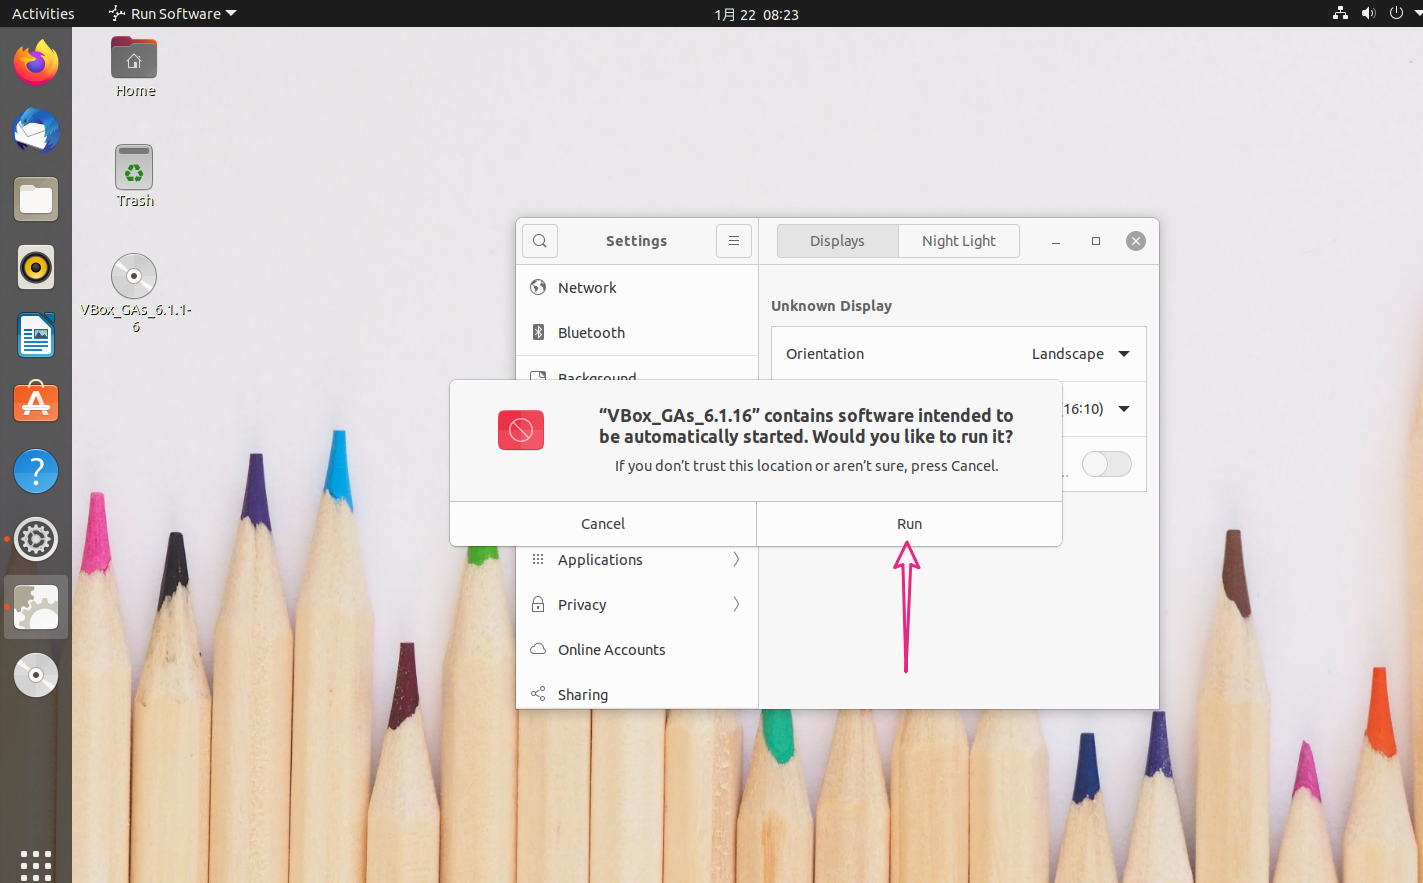 Activities
Run Software
1月 22 08:23
Home
Trash
VBox_GAs_6.1.1-
6
Settings
Displays
Night Light
Network
Bluetooth
Background
Unknown Display
Orientation
Landscape
(16:10)
“VBox_GAs_6.1.16” contains software intended to
be automatically started. Would you like to run it?
If you don’t trust this location or aren’t sure, press Cancel.
Cancel
Run
Applications
Privacy
Online Accounts
Sharing